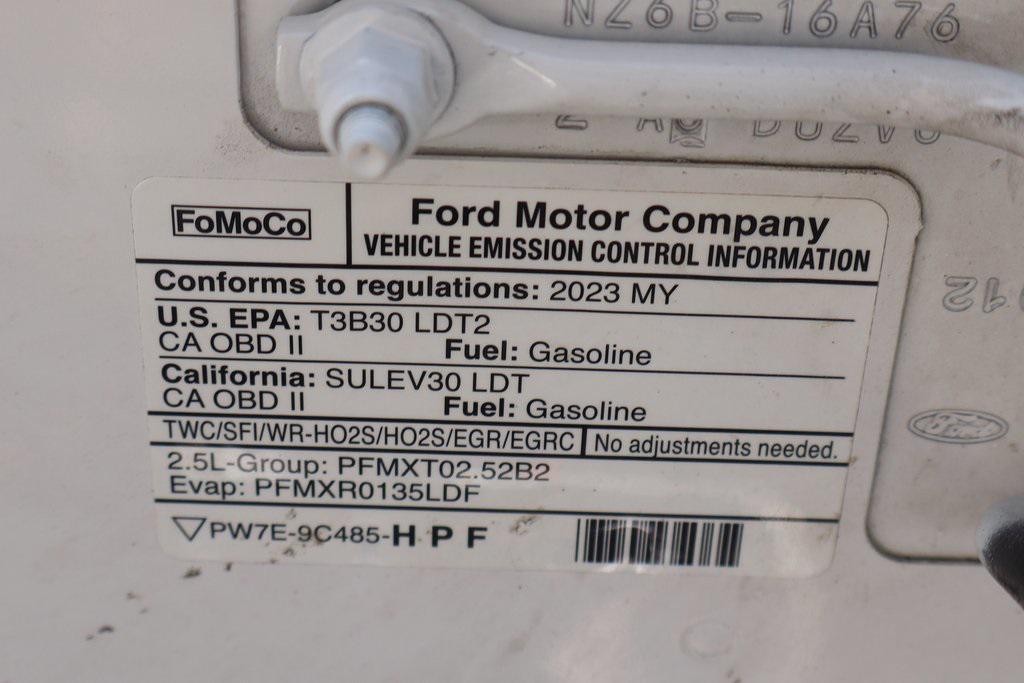 NZ6B-16A76
FoMoCo
Ford Motor Company
VEHICLE EMISSION CONTROL INFORMATION
Conforms to regulations: 2023 MY
U.S. EPA: T3B30 LDT2
CA OBD II Fuel: Gasoline
California: SULEV30 LDT
CA OBD II Fuel: Gasoline
TWC/SFI/WR-HO2S/HO2S/EGR/EGRC No adjustments needed.
2.5L-Group: PFMXT02.52B2
Evap: PFMXR0135LDF
PW7E-9C485-H P F
Ford